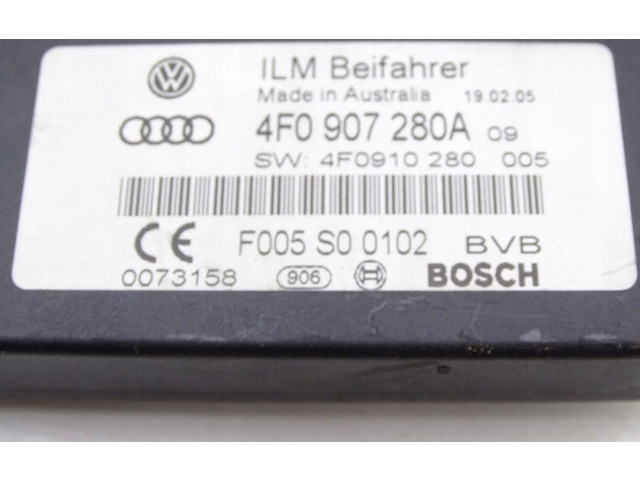 ILM Beifahrer
Made in Australia 19.02.05
4F0 907 280A 09
SW: 4F0910 280 005
CE F005 S0 0102 BVB
0073158 906 BOSCH